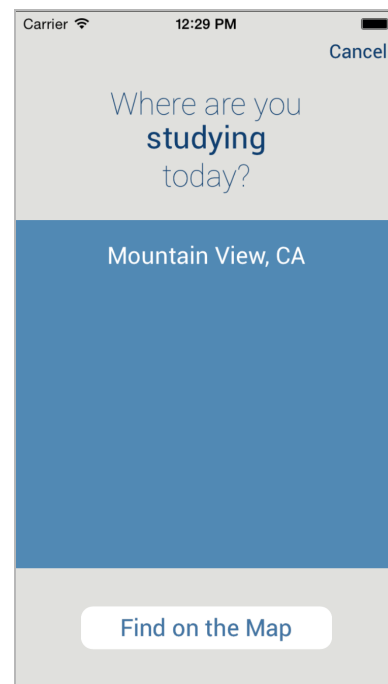 Carrier 12:29 PM
Cancel
Where are you
studying
today?
Mountain View, CA
Find on the Map